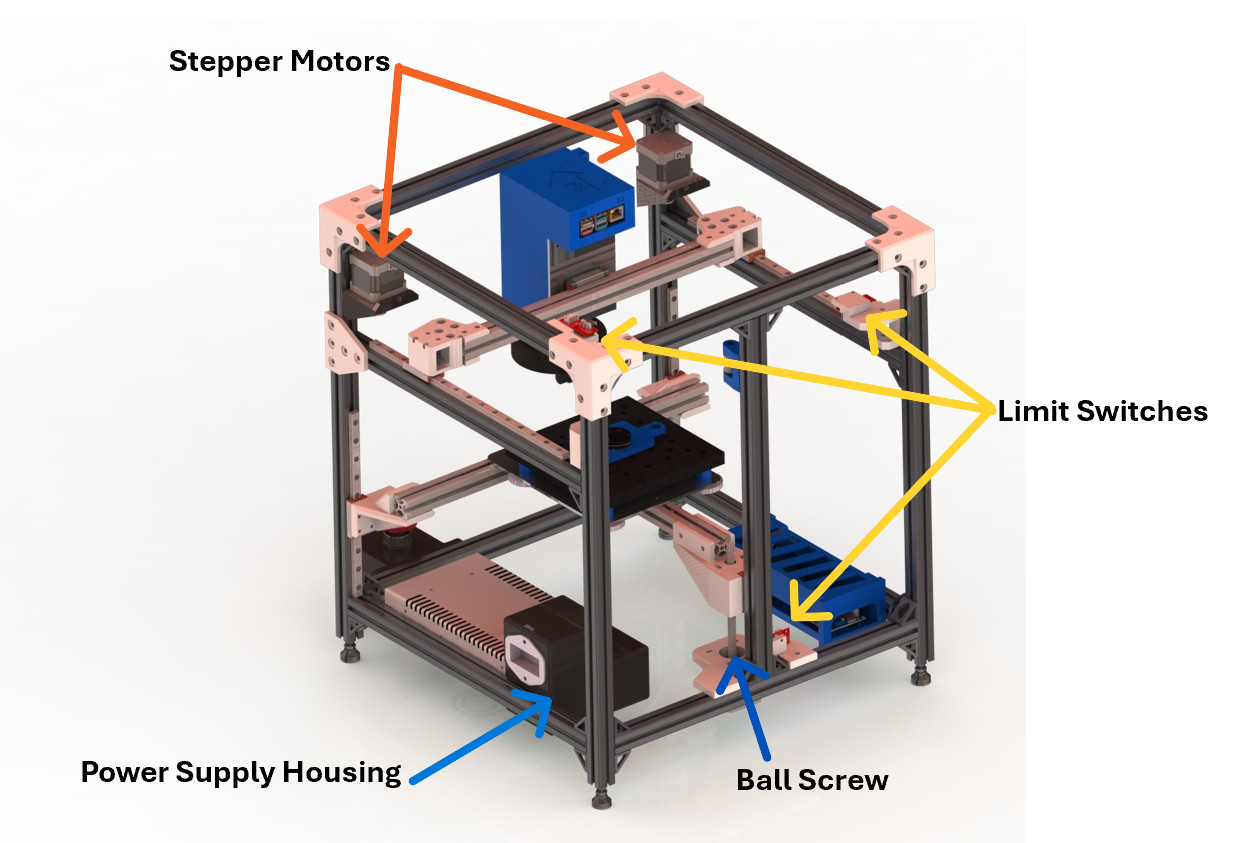 Stepper Motors
Limit Switches
Power Supply Housing
Ball Screw